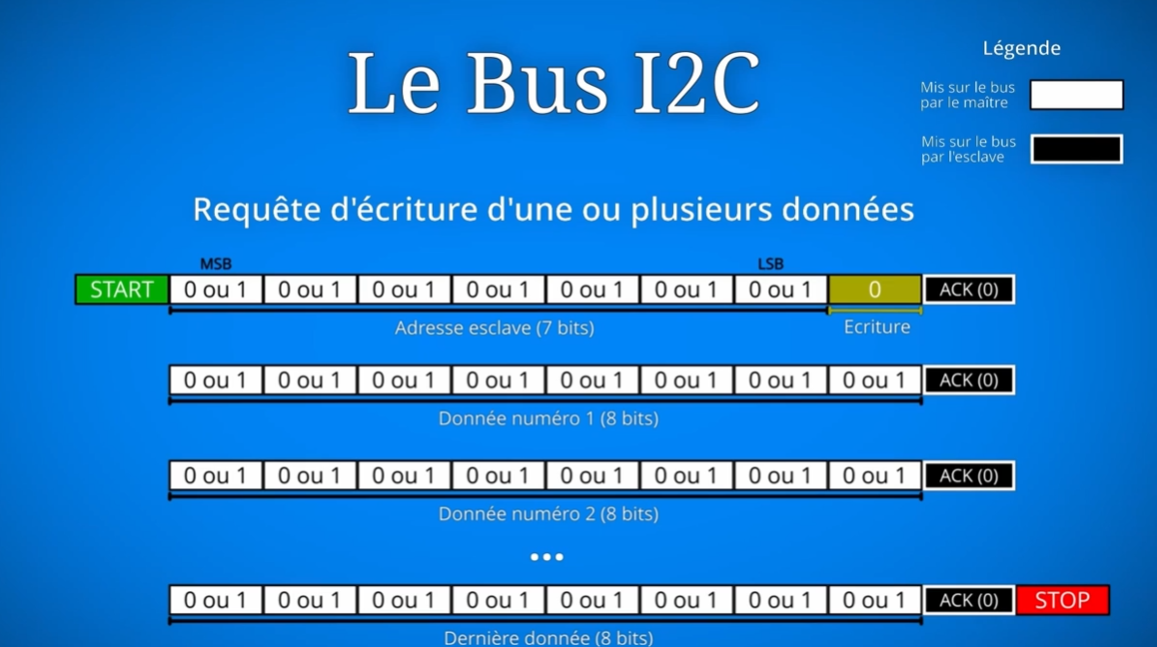 Le Bus I2C
Légende
Mis sur le bus
par le maître
Mis sur le bus
par l'esclave
Requête d'écriture d'une ou plusieurs données
MSB LSB
START 0 ou 1 0 ou 1 0 ou 1 0 ou 1 0 ou 1 0 ou 1 0 ou 1 0 ACK (0)
Adresse esclave (7 bits) Ecriture
0 ou 1 0 ou 1 0 ou 1 0 ou 1 0 ou 1 0 ou 1 0 ou 1 0 ou 1 ACK (0)
Donnée numéro 1 (8 bits)
0 ou 1 0 ou 1 0 ou 1 0 ou 1 0 ou 1 0 ou 1 0 ou 1 0 ou 1 ACK (0)
Donnée numéro 2 (8 bits)
...
0 ou 1 0 ou 1 0 ou 1 0 ou 1 0 ou 1 0 ou 1 0 ou 1 0 ou 1 ACK (0) STOP
Dernière donnée (8 bits)